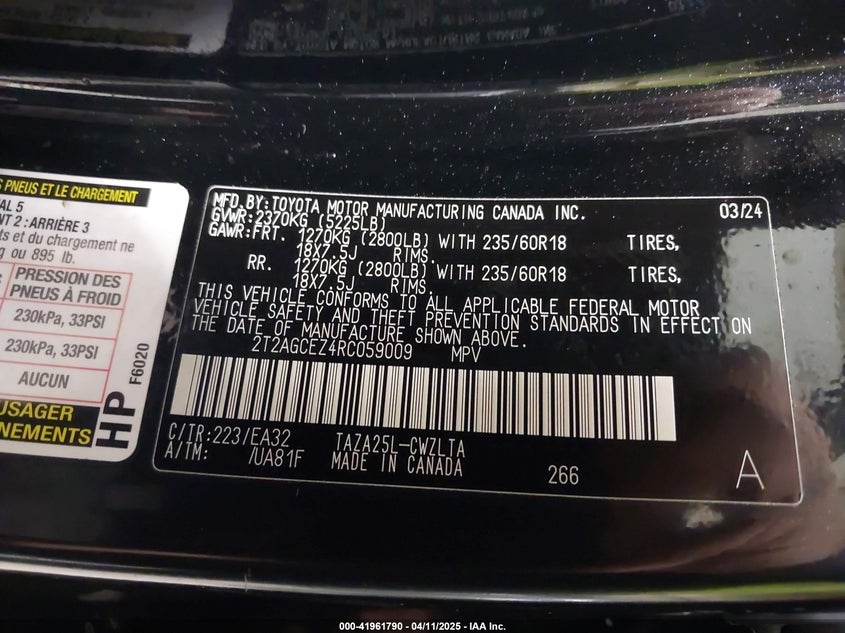 S PNEUS ET LE CHARGEMENT
AL 5
NT 2 : ARRIÈRE 3
ts et du chargement ne
g ou 895 lb.
PRESSION DES
PNEUS À FROID
230kPa, 33PSI
230kPa, 33PSI
AUCUN
USAGER
NEMENTS
HP
F6020
MFD.BY:TOYOTA MOTOR MANUFACTURING CANADA INC. 03/24
GVWR:2370KG (5225LB)
GAWR:FRT. 1270KG (2800LB) WITH 235/60R18 TIRES,
18X7.5J RIMS.
RR. 1270KG (2800LB) WITH 235/60R18 TIRES,
18X7.5J RIMS.
THIS VEHICLE CONFORMS TO ALL APPLICABLE FEDERAL MOTOR
VEHICLE SAFETY AND THEFT PREVENTION STANDARDS IN EFFECT ON
THE DATE OF MANUFACTURE SHOWN ABOVE.
2T2AGCEZ4RC059009 MPV
C/TR:223/EA32 TAZA25L-CWZLTA
A/TM: /UA81F MADE IN CANADA 266 A
000-41961790 - 04/11/2025 - IAA Inc.